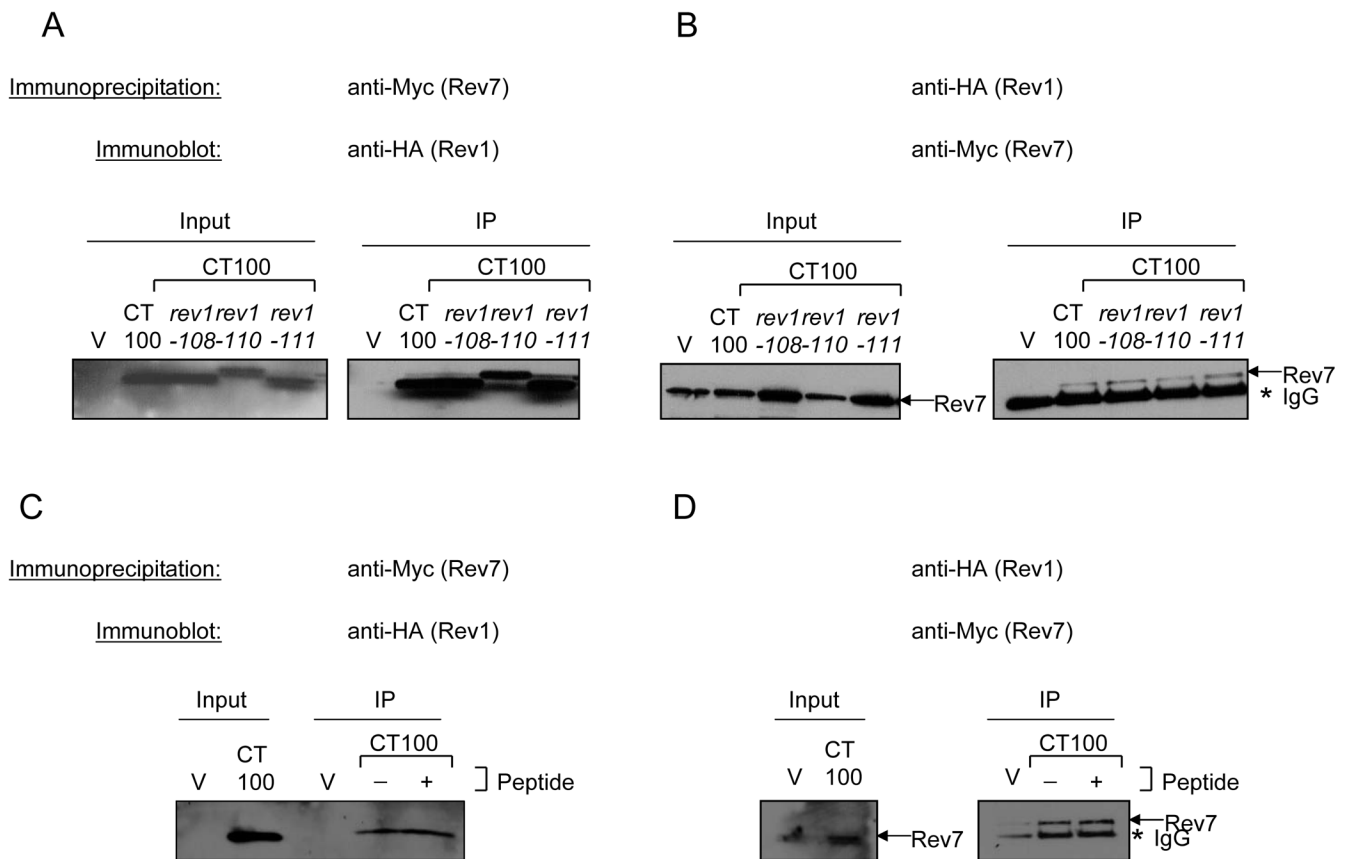 A
Immunoprecipitation: anti-Myc (Rev7)
Immunoblot: anti-HA (Rev1)
Input IP
CT100 CT100
CT rev1 rev1 rev1 CT rev1 rev1 rev1
V 100 -108 -110 -111 V 100 -108 -110 -111
B
anti-HA (Rev1)
anti-Myc (Rev7)
Input IP
CT100 CT100
CT rev1 rev1 rev1 CT rev1 rev1 rev1
V 100 -108 -110 -111 V 100 -108 -110 -111
Rev7 Rev7
* IgG
C
Immunoprecipitation: anti-Myc (Rev7)
Immunoblot: anti-HA (Rev1)
Input IP
CT CT100
V 100 V – + Peptide
D
anti-HA (Rev1)
anti-Myc (Rev7)
Input IP
CT CT100
V 100 V – + Peptide
Rev7 Rev7
* IgG